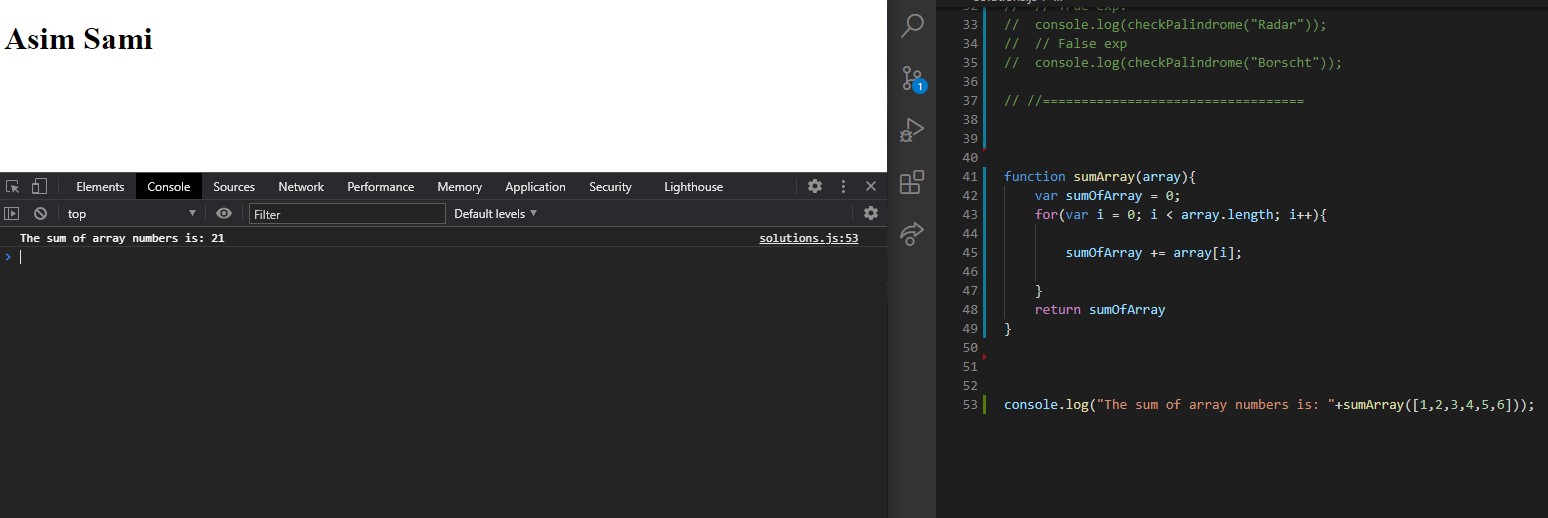 Asim Sami
Elements Console Sources Network Performance Memory Application Security Lighthouse
top Filter Default levels
The sum of array numbers is: 21 solutions.js:53
>
1
33 //  console.log(checkPalindrome("Radar"));
34 //  // False exp
35 //  console.log(checkPalindrome("Borscht"));
36
37 // //==================================
38
39
40
41 function sumArray(array){
42     var sumOfArray = 0;
43     for(var i = 0; i < array.length; i++){
44
45         sumOfArray += array[i];
46
47     }
48     return sumOfArray
49 }
50
51
52
53 console.log("The sum of array numbers is: "+sumArray([1,2,3,4,5,6]));